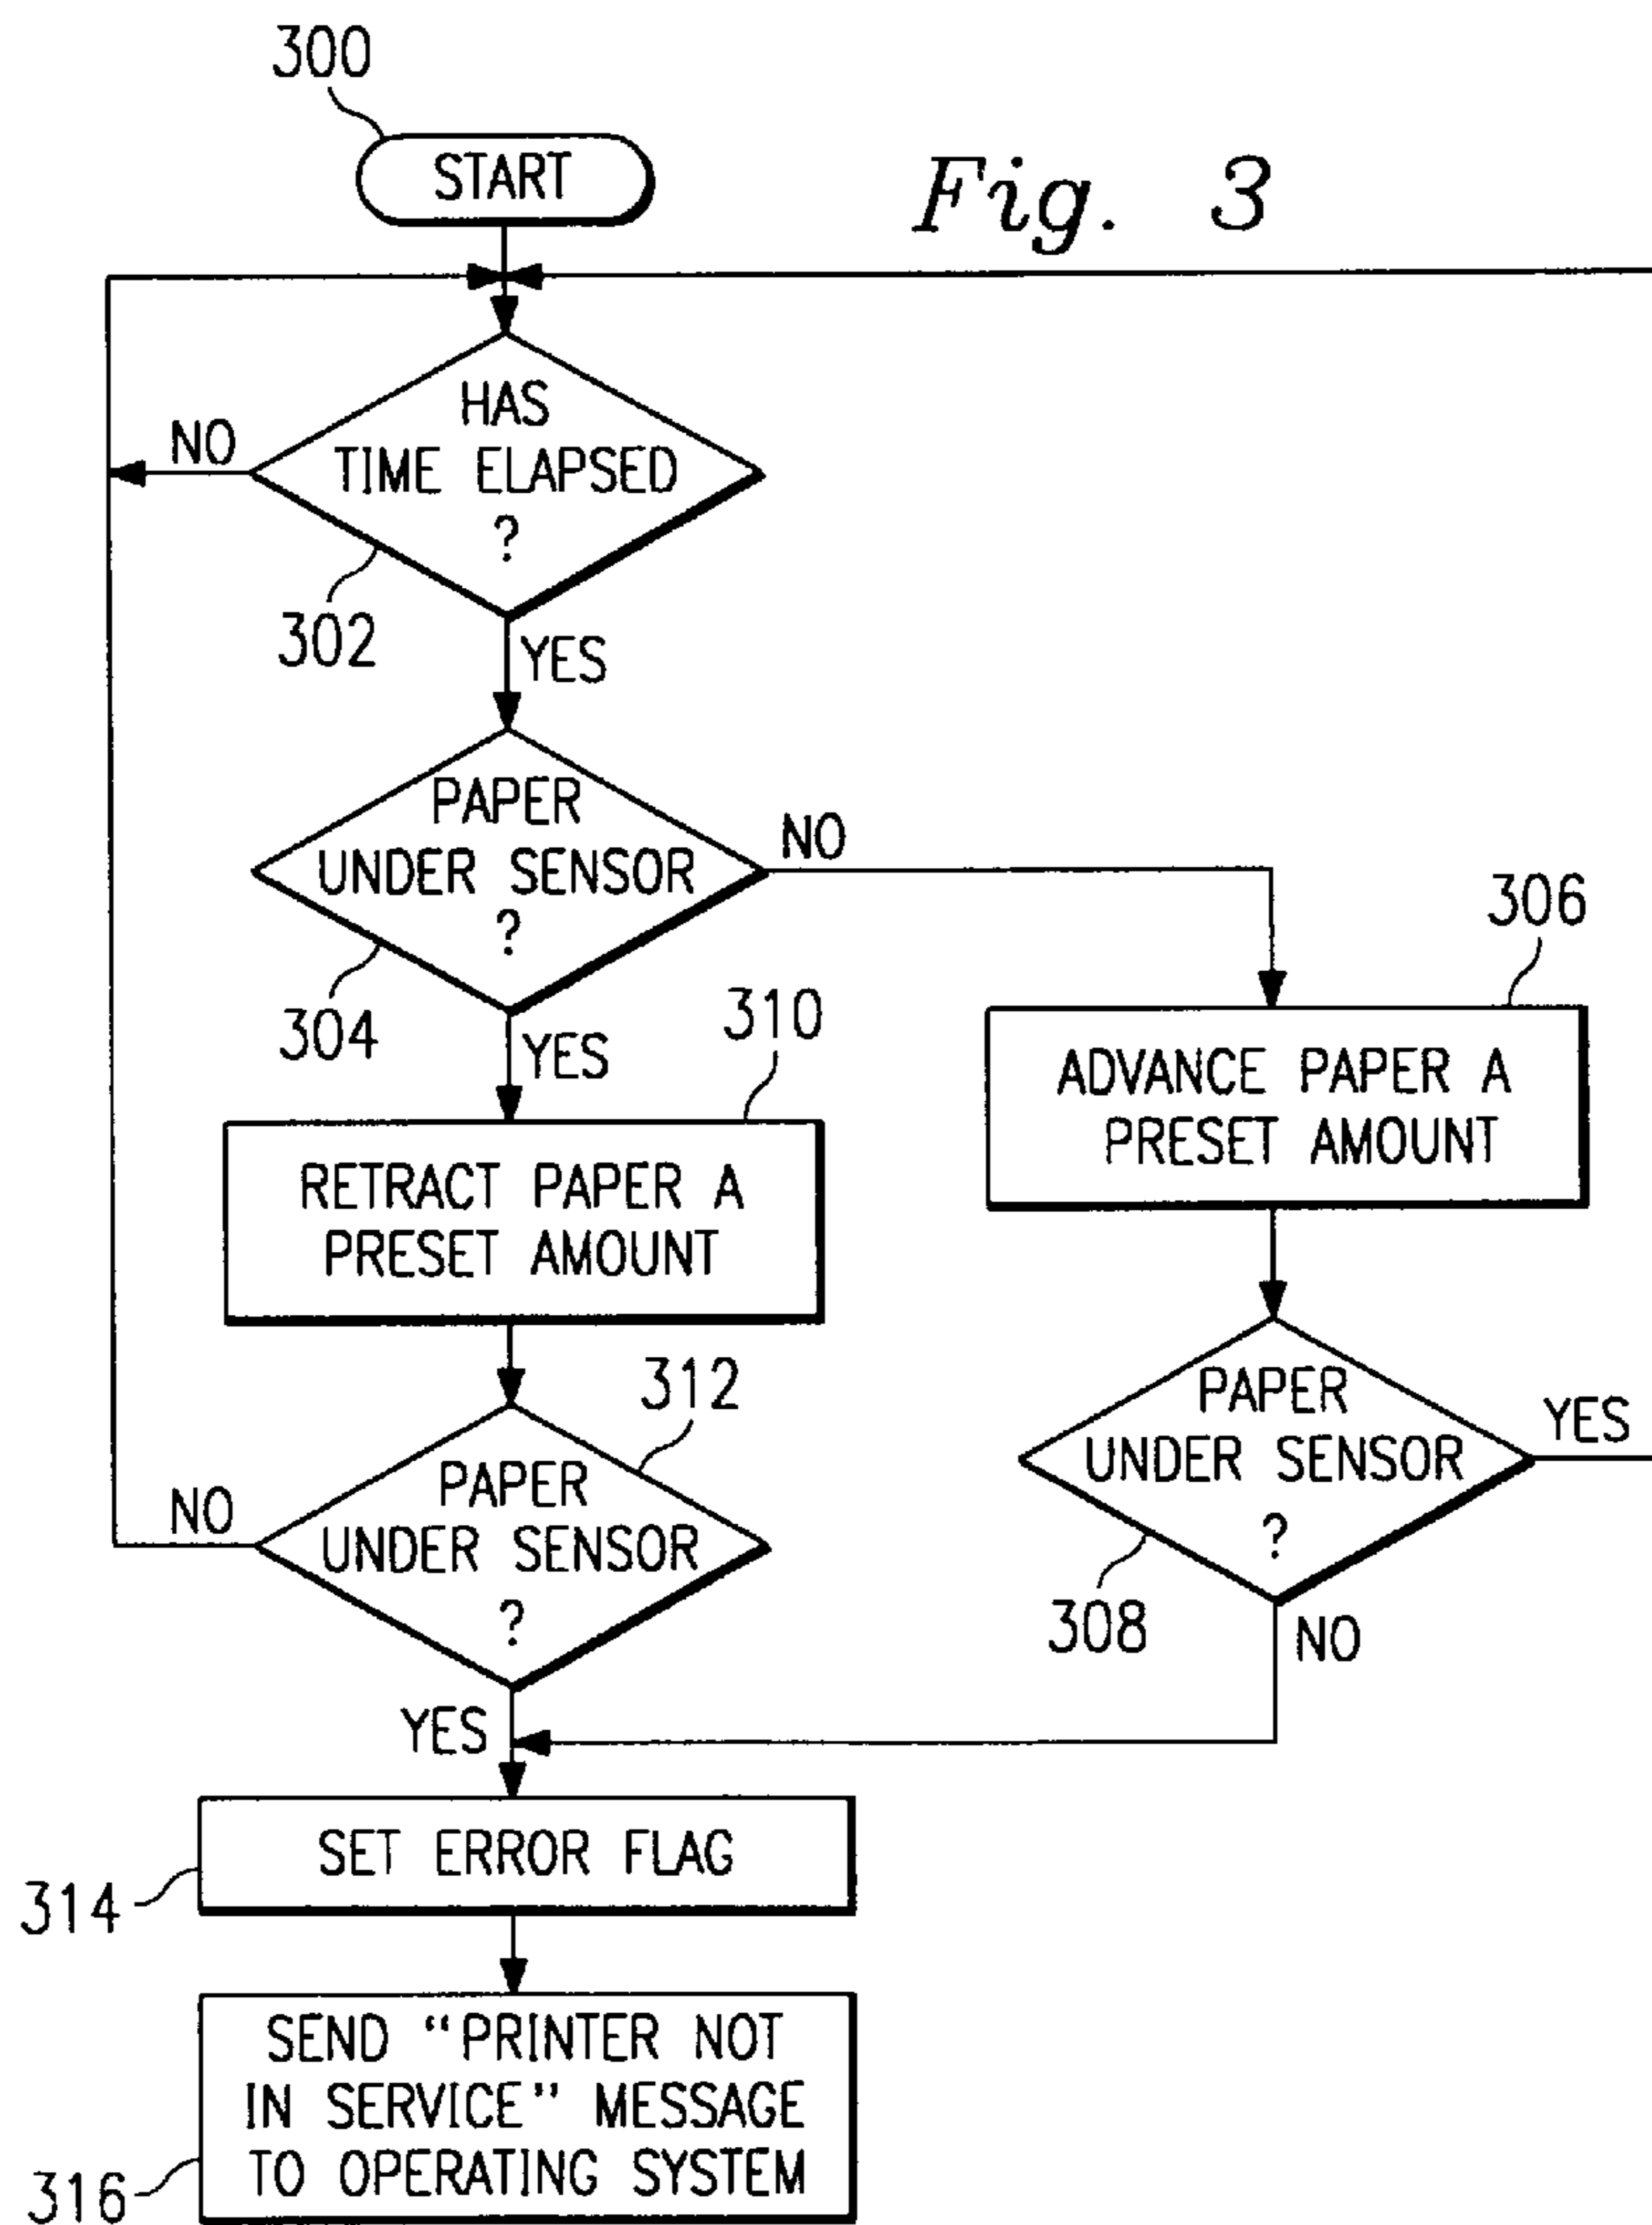 300
START
Fig. 3
HAS
TIME ELAPSED
?
NO
302
YES
PAPER
UNDER SENSOR
?
NO
304
YES
306
ADVANCE PAPER A
PRESET AMOUNT
310
RETRACT PAPER A
PRESET AMOUNT
312
PAPER
UNDER SENSOR
?
NO
YES
PAPER
UNDER SENSOR
?
YES
308
NO
SET ERROR FLAG
314
SEND “PRINTER NOT
IN SERVICE” MESSAGE
TO OPERATING SYSTEM
316